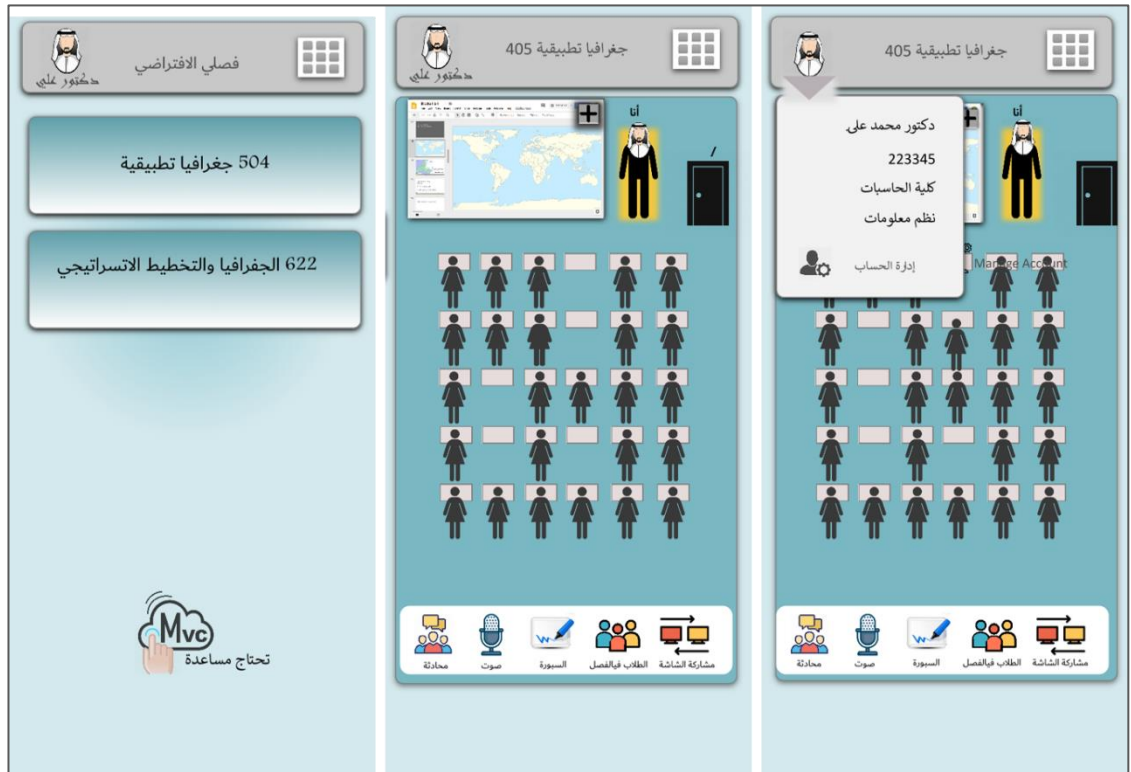 فصلي الافتراضي
دكتور علي
504 جغرافيا تطبيقية
622 الجفرافيا والتخطيط الاتسراتيجي
Mvc
تحتاج مساعدة
جغرافيا تطبيقية 405
دكتور علي
أنا
/
مشاركة الشاشة
الطلاب فيالفصل
السبورة
صوت
محادثة
جغرافيا تطبيقية 405
دكتور محمد علي
223345
كلية الحاسبات
نظم معلومات
إدارة الحساب
أنا
Manage Account
مشاركة الشاشة
الطلاب فيالفصل
السبورة
صوت
محادثة